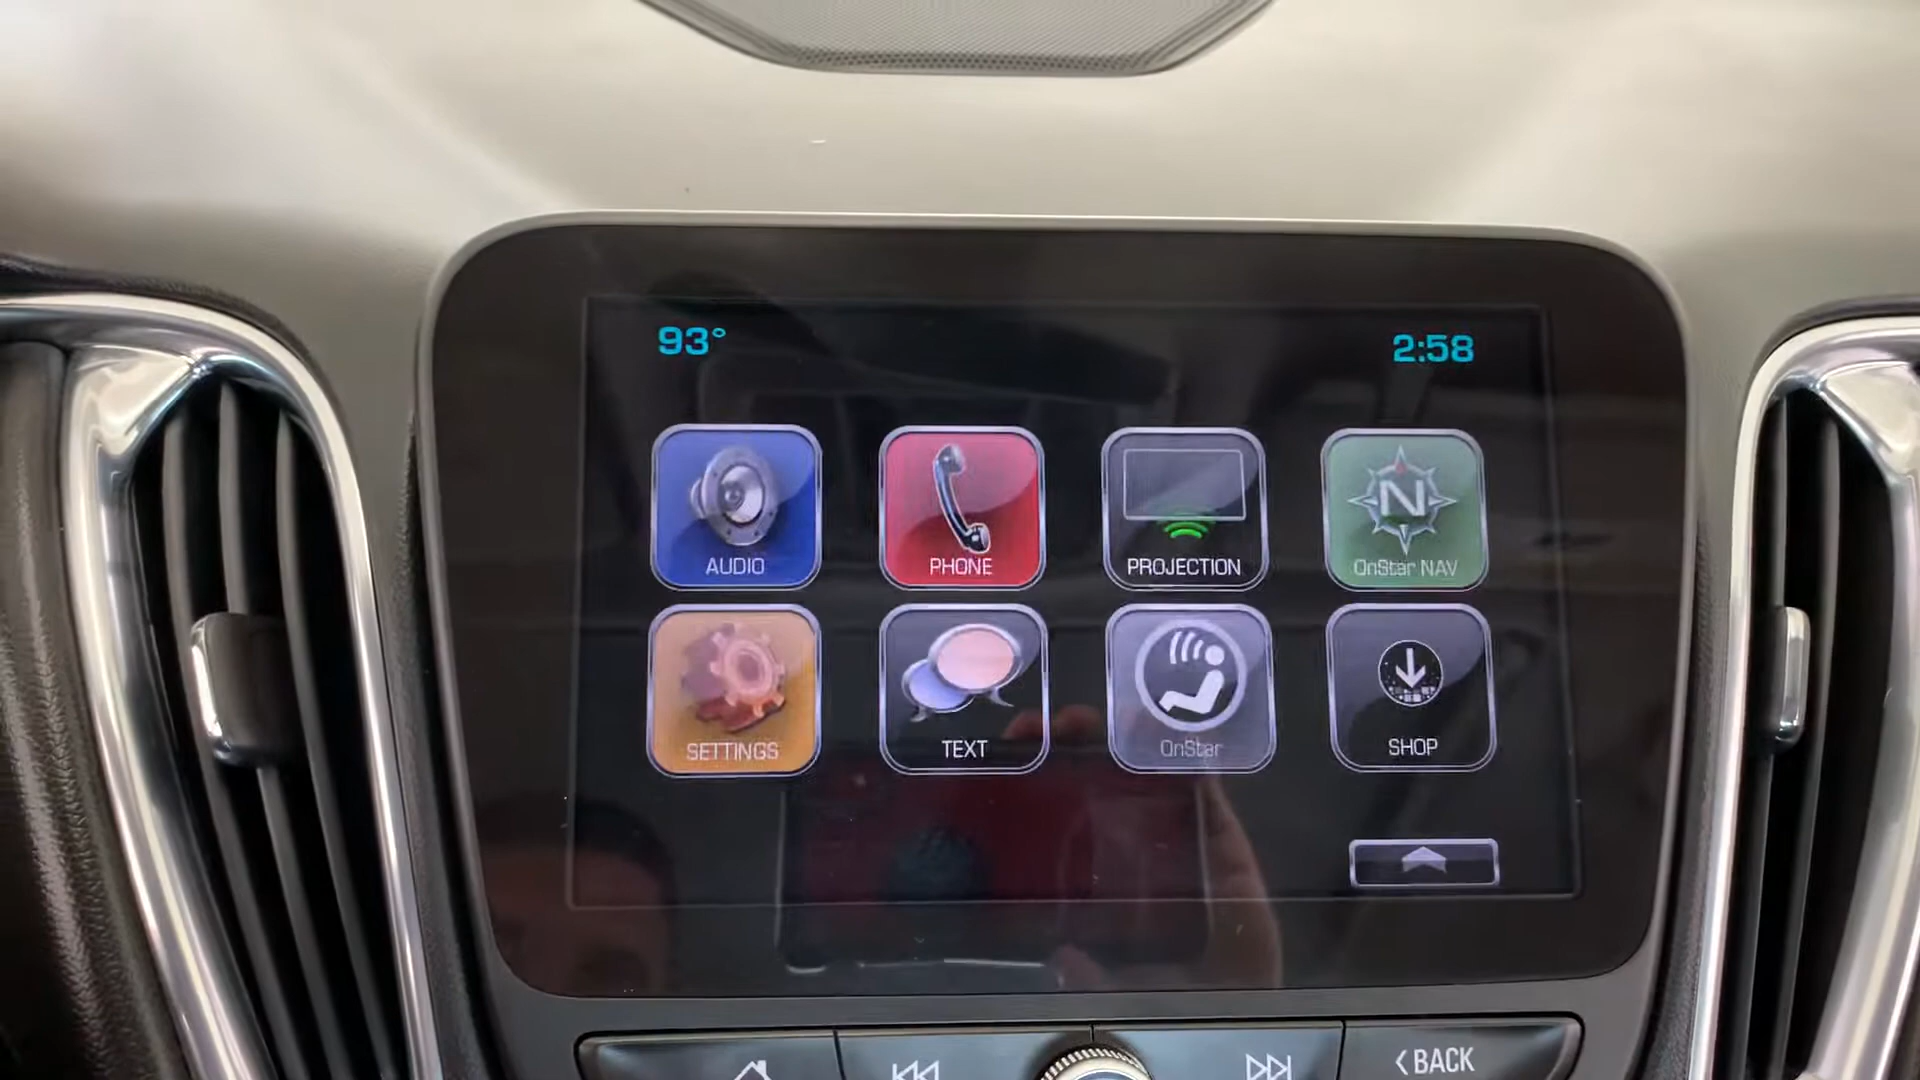 93°
2:58
AUDIO
PHONE
PROJECTION
N
OnStar NAV
SETTINGS
TEXT
OnStar
SHOP
BACK